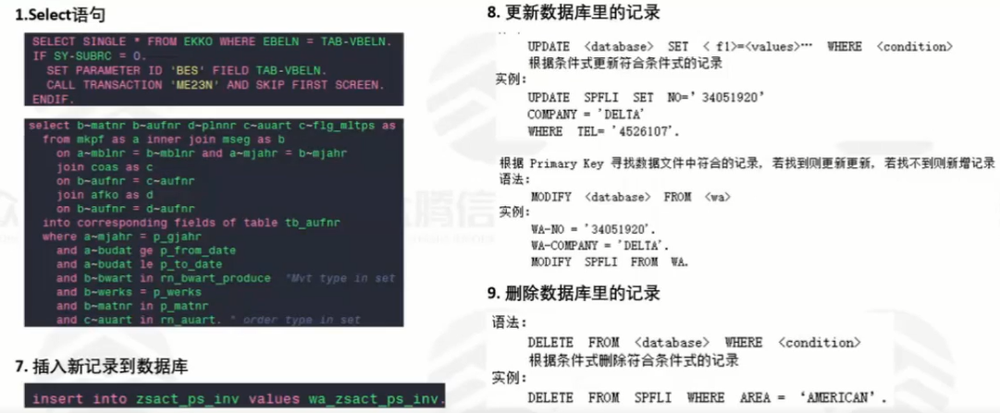 1.Select语句
SELECT SINGLE * FROM EKKO WHERE EBELN = TAB-VBELN.
IF SY-SUBRC = 0.
SET PARAMETER ID 'BES' FIELD TAB-VBELN.
CALL TRANSACTION 'ME23N' AND SKIP FIRST SCREEN.
ENDIF.
select b~matnr b~aufnr d~plnnr c~auart c~flg_mltps as
from mkpf as a inner join mseg as b
on a~mblnr = b~mblnr and a~mjahr = b~mjahr
join coas as c
on b~aufnr = c~aufnr
join afko as d
on b~aufnr = d~aufnr
into corresponding fields of table tb_aufnr
where a~mjahr = p_gjahr
and a~budat ge p_from_date
and a~budat le p_to_date
and b~bwart in rn_bwart_produce "Mvt type in set
and b~werks = p_werks
and b~matnr in p_matnr
and c~auart in rn_auart. " order type in set
7. 插入新记录到数据库
insert into zsact_ps_inv values wa_zsact_ps_inv.
8. 更新数据库里的记录
UPDATE <database> SET < f1>=<values>… WHERE <condition>
根据条件式更新符合条件式的记录
实例:
UPDATE SPFLI SET NO='34051920'
COMPANY = 'DELTA'
WHERE TEL= '4526107'.
根据 Primary Key 寻找数据文件中符合的记录, 若找到则更新更新, 若找不到则新增记录
语法:
MODIFY <database> FROM <wa>
实例:
WA-NO = '34051920'.
WA-COMPANY = 'DELTA'.
MODIFY SPFLI FROM WA.
9. 删除数据库里的记录
语法:
DELETE FROM <database> WHERE <condition>
根据条件式删除符合条件式的记录
实例:
DELETE FROM SPFLI WHERE AREA = ‘AMERICAN’.